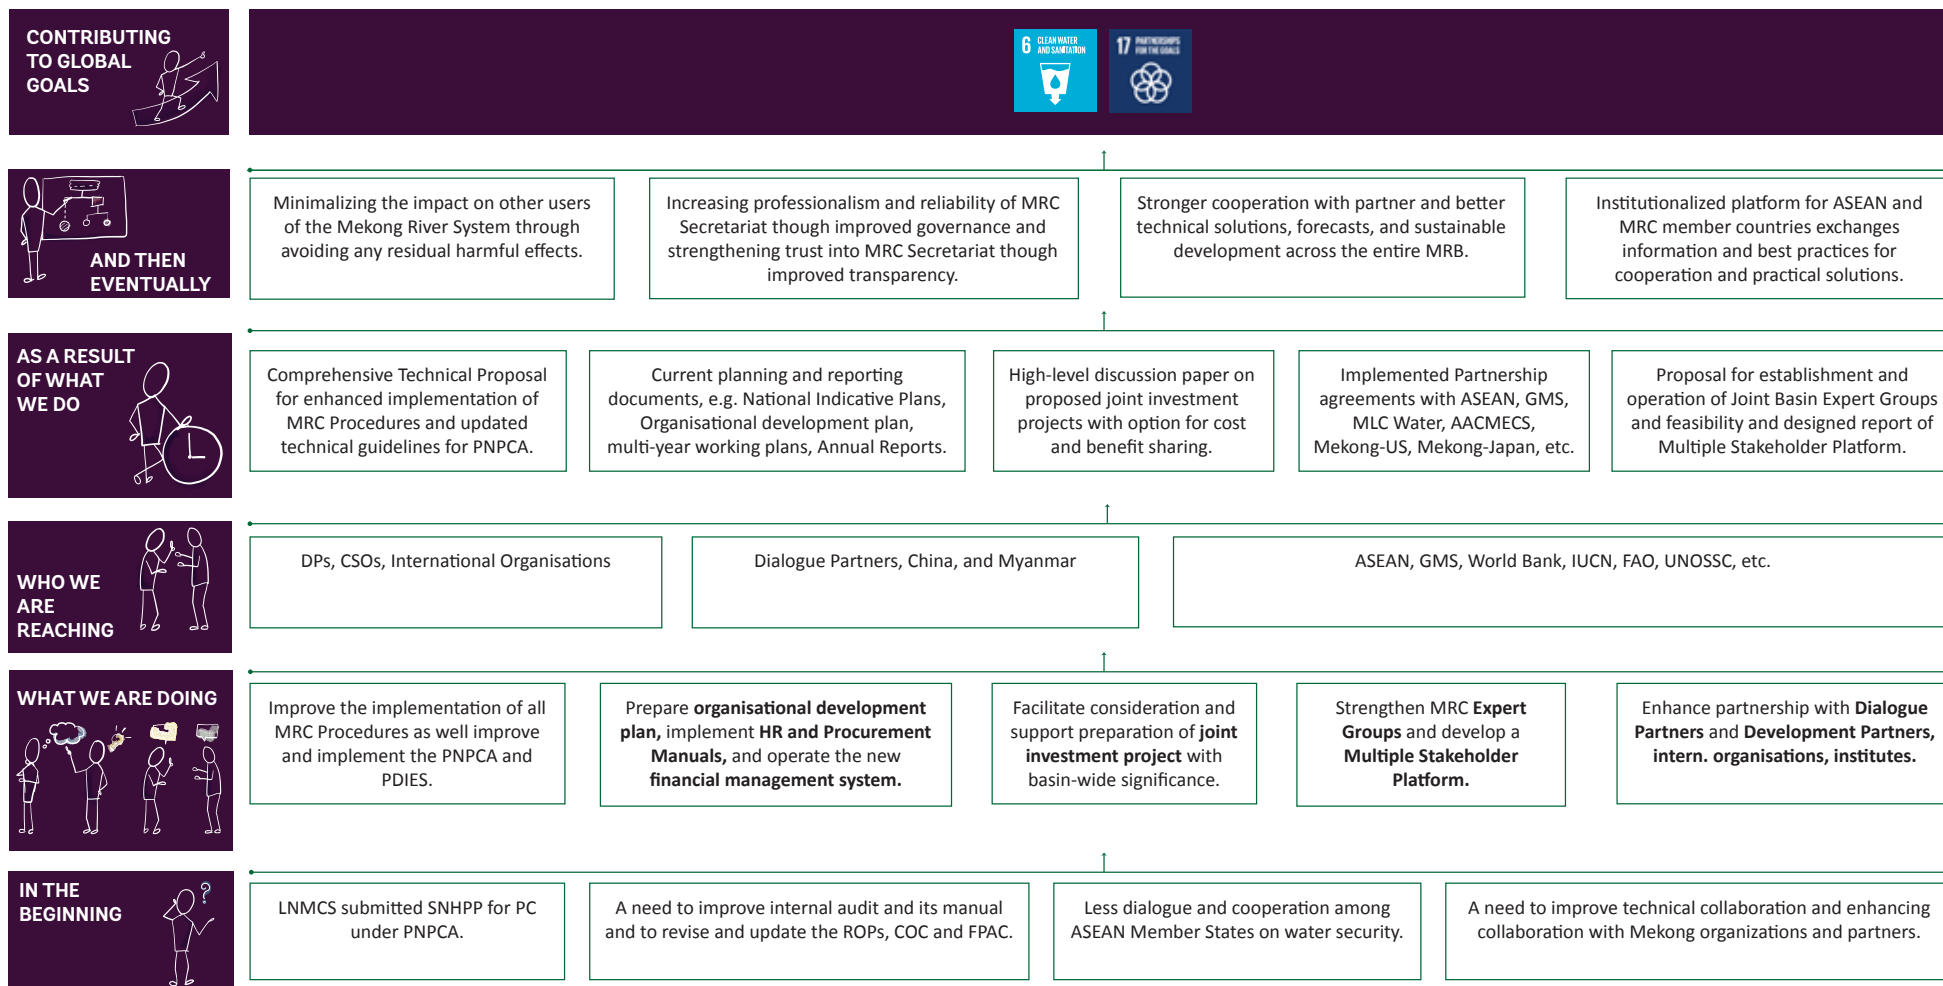 CONTRIBUTING
TO GLOBAL
GOALS
6 CLEAN WATER
AND SANITATION
17 PARTNERSHIPS
FOR THE GOALS
AND THEN
EVENTUALLY
Minimalizing the impact on other users
of the Mekong River System through
avoiding any residual harmful effects.
Increasing professionalism and reliability of MRC
Secretariat though improved governance and
strengthening trust into MRC Secretariat though
improved transparency.
Stronger cooperation with partner and better
technical solutions, forecasts, and sustainable
development across the entire MRB.
Institutionalized platform for ASEAN and
MRC member countries exchanges
information and best practices for
cooperation and practical solutions.
AS A RESULT
OF WHAT
WE DO
Comprehensive Technical Proposal
for enhanced implementation of
MRC Procedures and updated
technical guidelines for PNPCA.
Current planning and reporting
documents, e.g. National Indicative Plans,
Organisational development plan,
multi-year working plans, Annual Reports.
High-level discussion paper on
proposed joint investment
projects with option for cost
and benefit sharing.
Implemented Partnership
agreements with ASEAN, GMS,
MLC Water, AACMECS,
Mekong-US, Mekong-Japan, etc.
Proposal for establishment and
operation of Joint Basin Expert Groups
and feasibility and designed report of
Multiple Stakeholder Platform.
WHO WE
ARE
REACHING
DPs, CSOs, International Organisations
Dialogue Partners, China, and Myanmar
ASEAN, GMS, World Bank, IUCN, FAO, UNOSSC, etc.
WHAT WE ARE DOING
Improve the implementation of all
MRC Procedures as well improve
and implement the PNPCA and
PDIES.
Prepare organisational development
plan, implement HR and Procurement
Manuals, and operate the new
financial management system.
Facilitate consideration and
support preparation of joint
investment project with
basin-wide significance.
Strengthen MRC Expert
Groups and develop a
Multiple Stakeholder
Platform.
Enhance partnership with Dialogue
Partners and Development Partners,
intern. organisations, institutes.
IN THE
BEGINNING
?
LNMCS submitted SNHPP for PC
under PNPCA.
A need to improve internal audit and its manual
and to revise and update the ROPs, COC and FPAC.
Less dialogue and cooperation among
ASEAN Member States on water security.
A need to improve technical collaboration and enhancing
collaboration with Mekong organizations and partners.